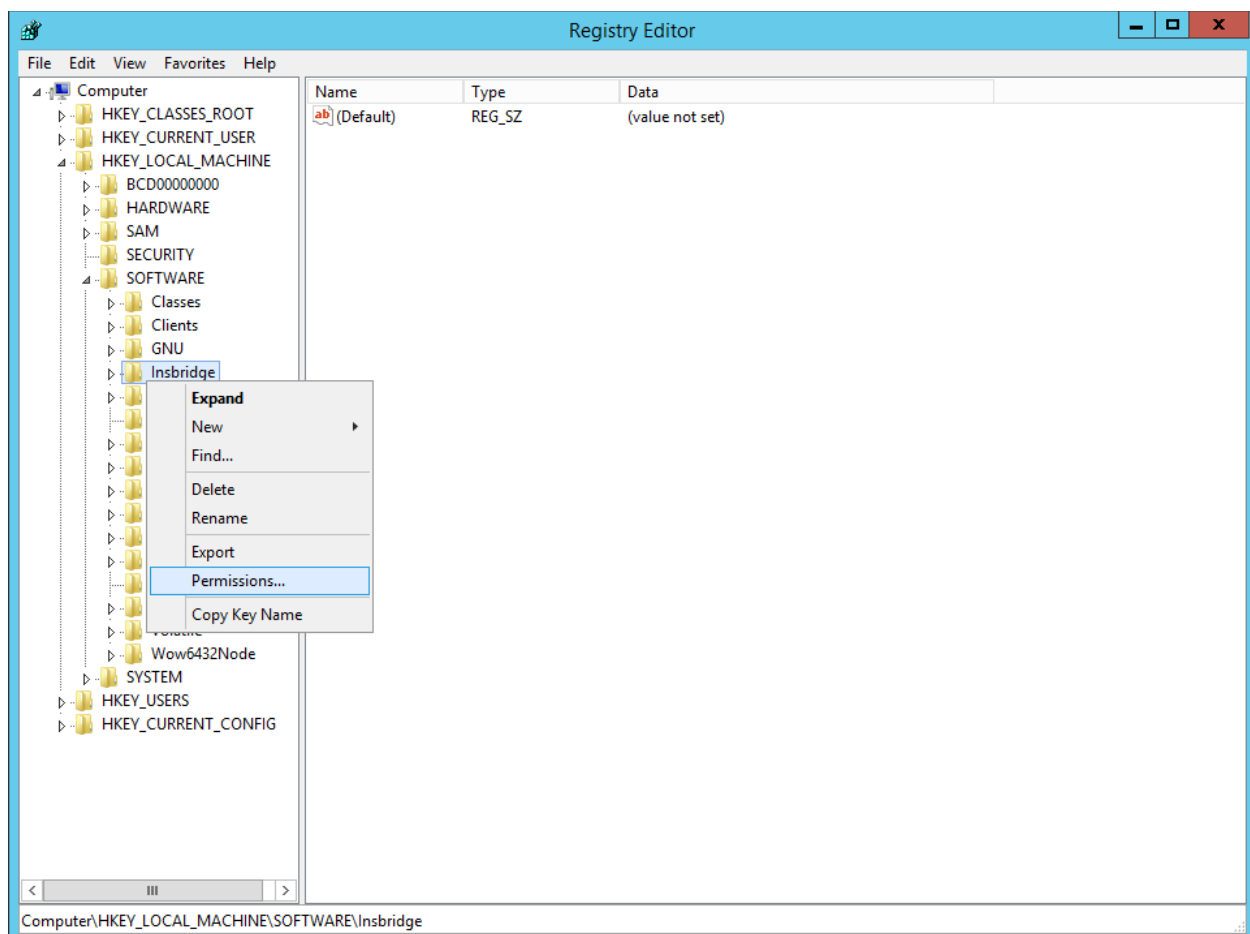 Registry Editor
File Edit View Favorites Help
Computer
HKEY_CLASSES_ROOT
HKEY_CURRENT_USER
HKEY_LOCAL_MACHINE
BCD00000000
HARDWARE
SAM
SECURITY
SOFTWARE
Classes
Clients
GNU
Insbridge
Expand
New
Find...
Delete
Rename
Export
Permissions...
Copy Key Name
Volatile
Wow6432Node
SYSTEM
HKEY_USERS
HKEY_CURRENT_CONFIG
Name Type Data
ab (Default) REG_SZ (value not set)
Computer\HKEY_LOCAL_MACHINE\SOFTWARE\Insbridge